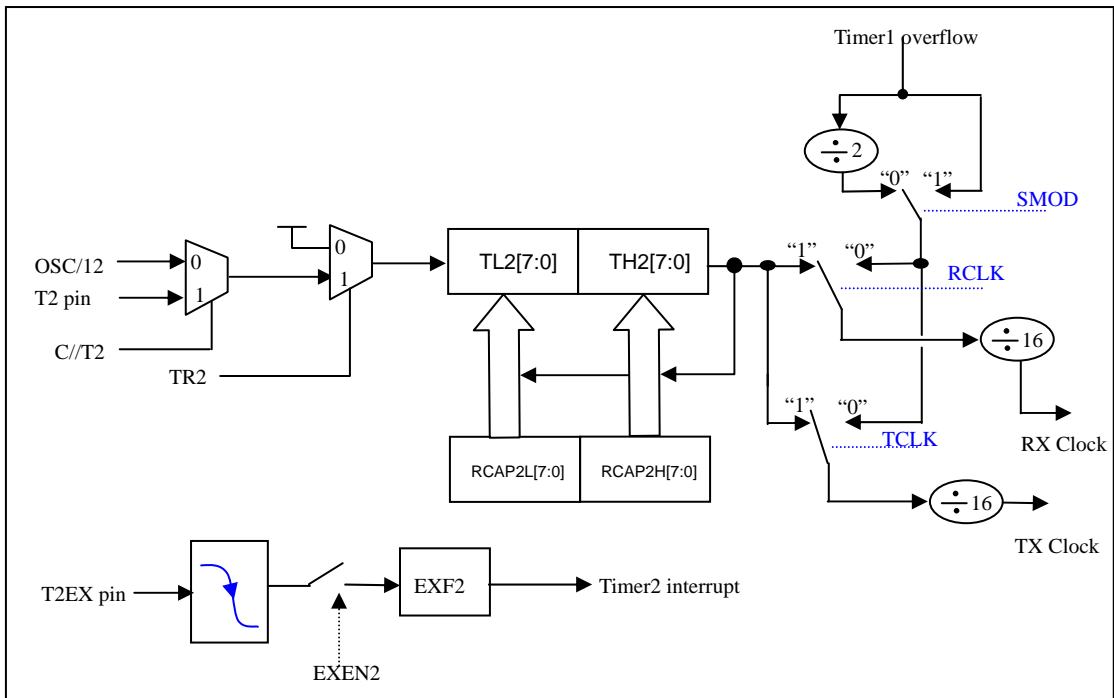 Timer1 overflow
÷ 2
“0” “1”
SMOD
OSC/12
0
T2 pin
1
C//T2
0
1
TR2
TL2[7:0]
TH2[7:0]
“1” “0”
RCLK
÷ 16
RX Clock
“1” “0”
TCLK
÷ 16
TX Clock
RCAP2L[7:0]
RCAP2H[7:0]
T2EX pin
EXF2
Timer2 interrupt
EXEN2